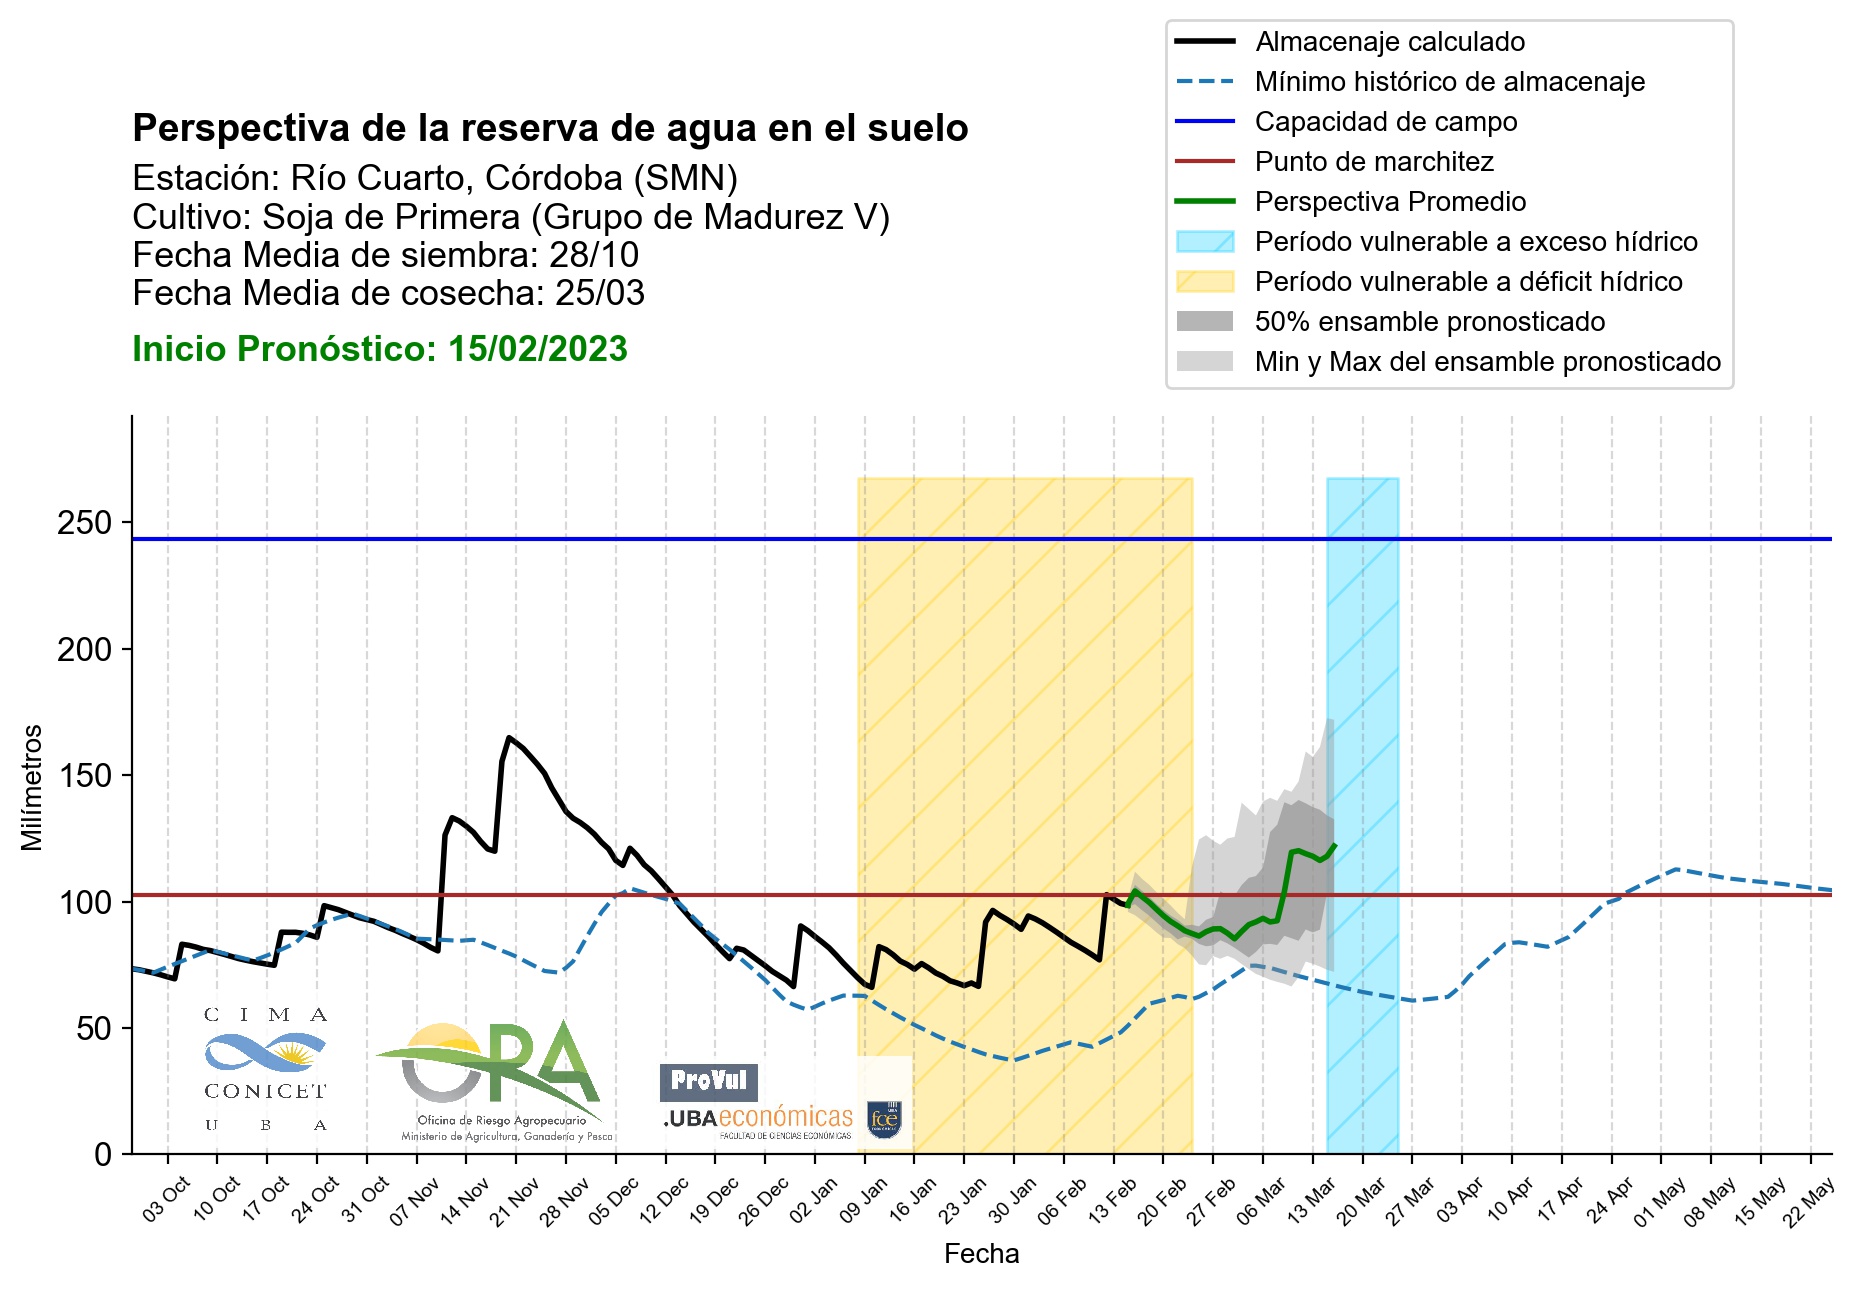 Almacenaje calculado
Mínimo histórico de almacenaje
Capacidad de campo
Punto de marchitez
Perspectiva Promedio
Período vulnerable a exceso hídrico
Período vulnerable a déficit hídrico
50% ensamble pronosticado
Min y Max del ensamble pronosticado
Perspectiva de la reserva de agua en el suelo
Estación: Río Cuarto, Córdoba (SMN)
Cultivo: Soja de Primera (Grupo de Madurez V)
Fecha Media de siembra: 28/10
Fecha Media de cosecha: 25/03
Inicio Pronóstico: 15/02/2023
Milímetros
250
200
150
100
50
0
C I M A
CONICET
U B A
ORA
Oficina de Riesgo Agropecuario
Ministerio de Agricultura, Ganadería y Pesca
ProVul
.UBAeconómicas
FACULTAD DE CIENCIAS ECONÓMICAS
fce
03 Oct
10 Oct
17 Oct
24 Oct
31 Oct
07 Nov
14 Nov
21 Nov
28 Nov
05 Dec
12 Dec
19 Dec
26 Dec
02 Jan
09 Jan
16 Jan
23 Jan
30 Jan
06 Feb
13 Feb
20 Feb
27 Feb
06 Mar
13 Mar
20 Mar
27 Mar
03 Apr
10 Apr
17 Apr
24 Apr
01 May
08 May
15 May
22 May
Fecha